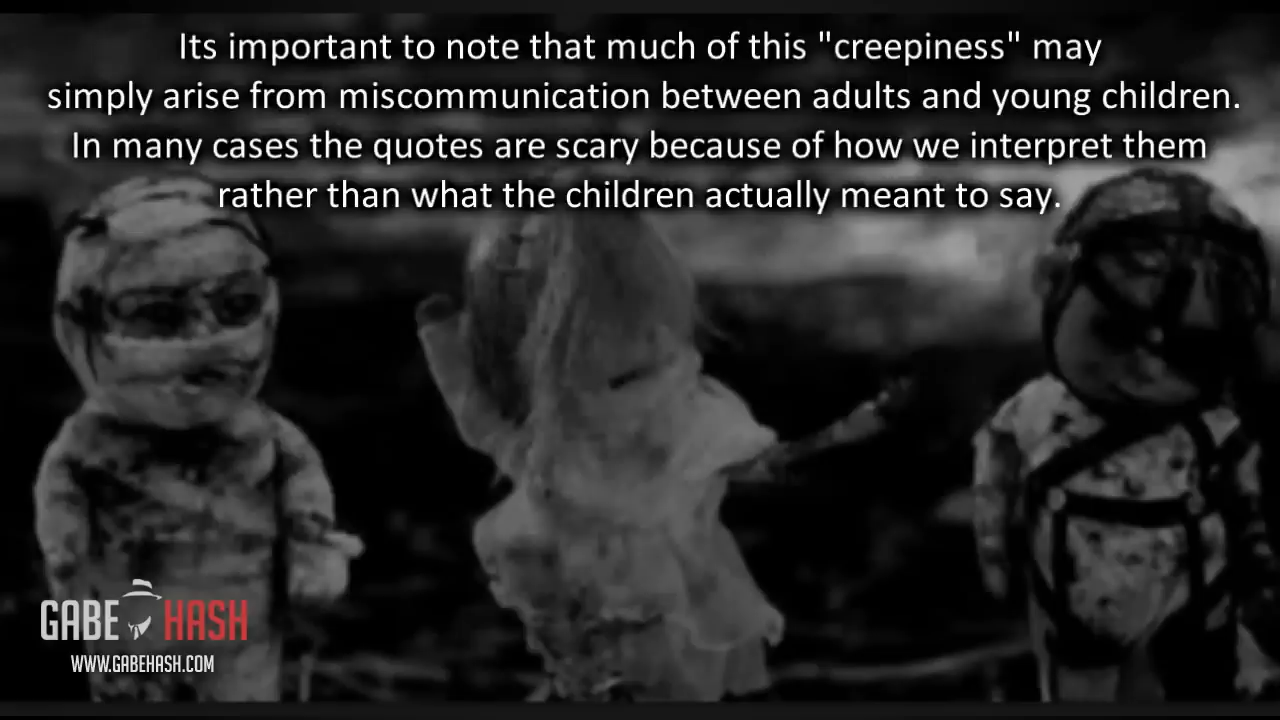 Its important to note that much of this "creepiness" may
simply arise from miscommunication between adults and young children.
In many cases the quotes are scary because of how we interpret them
rather than what the children actually meant to say.
GABE HASH
WWW.GABEHASH.COM